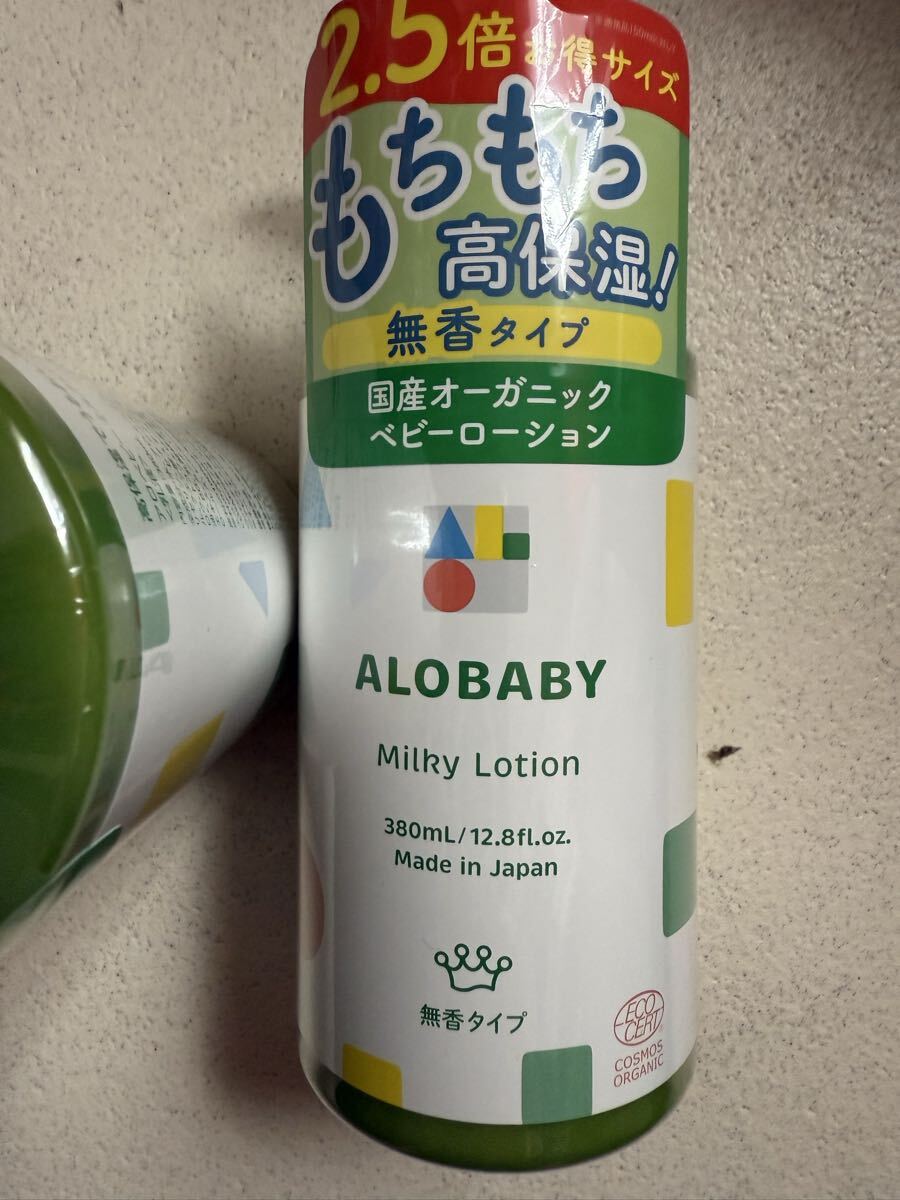 2.5倍お得サイズ
もちもち
高保湿!
無香タイプ
国産オーガニック
ベビーローション
ALOBABY
Milky Lotion
380mL/12.8fl.oz.
Made in Japan
無香タイプ
ECO
CERT
COSMOS
ORGANIC